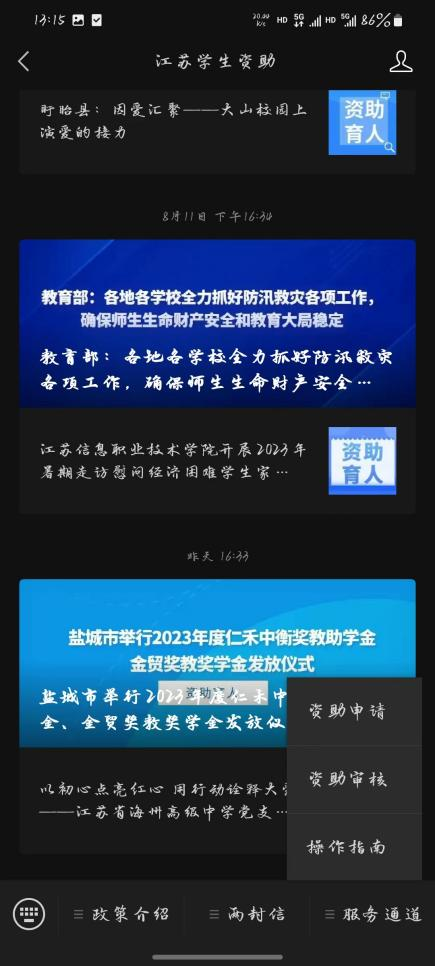 13:15
20.00 K/s HD 5G HD 5G 86%
江苏学生资助
盱眙县：因爱汇聚——大山校园上
演爱的接力
资助
育人
8月11日 下午16:34
教育部：各地各学校全力抓好防汛救灾各项工作，
确保师生生命财产安全和教育大局稳定
教育部：各地各学校全力抓好防汛救灾
各项工作，确保师生生命财产安全…
江苏信息职业技术学院开展2023年
暑期走访慰问经济困难学生家…
资助
育人
昨天 16:33
盐城市举行2023年度仁禾中衡奖教助学金
金贸奖教奖学金发放仪式
盐城市举行2023年度仁禾中
金、金贸奖教奖学金发放仪
以初心点亮红心 用行动诠释大
——江苏省海州高级中学党支…
资助申请
资助审核
操作指南
政策介绍
两封信
服务通道